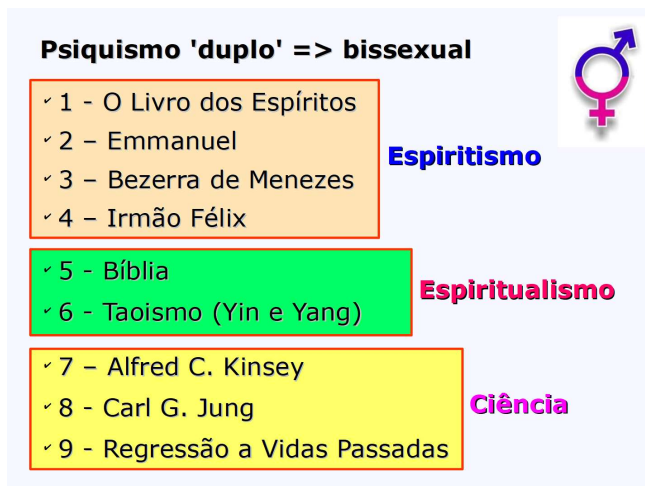 Psiquismo 'duplo' => bissexual
✓ 1 - O Livro dos Espíritos
✓ 2 – Emmanuel
✓ 3 – Bezerra de Menezes
✓ 4 – Irmão Félix
Espiritismo
✓ 5 - Bíblia
✓ 6 - Taoismo (Yin e Yang)
Espiritualismo
✓ 7 – Alfred C. Kinsey
✓ 8 - Carl G. Jung
✓ 9 - Regressão a Vidas Passadas
Ciência